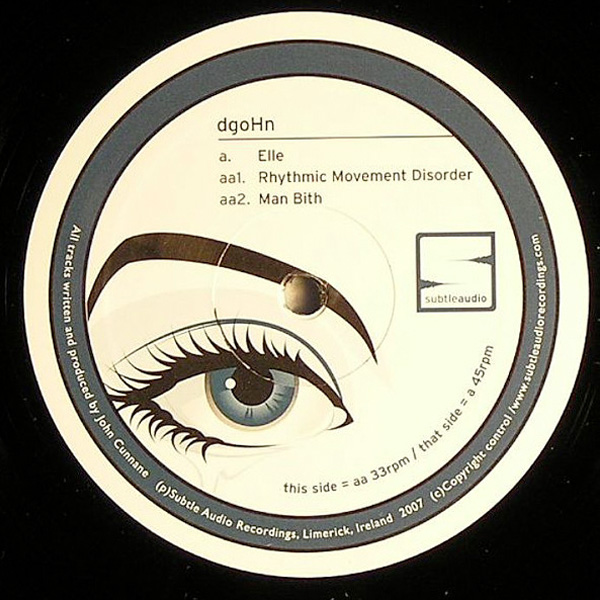 dgoHn
a. Elle
aa1. Rhythmic Movement Disorder
aa2. Man Bith
subtleaudio
this side = aa 33rpm / that side = a 45rpm
All tracks written and produced by John Cunnane (p)Subtle Audio Recordings, Limerick, Ireland 2007 (c)Copyright control /www.subtleaudiorecordings.com